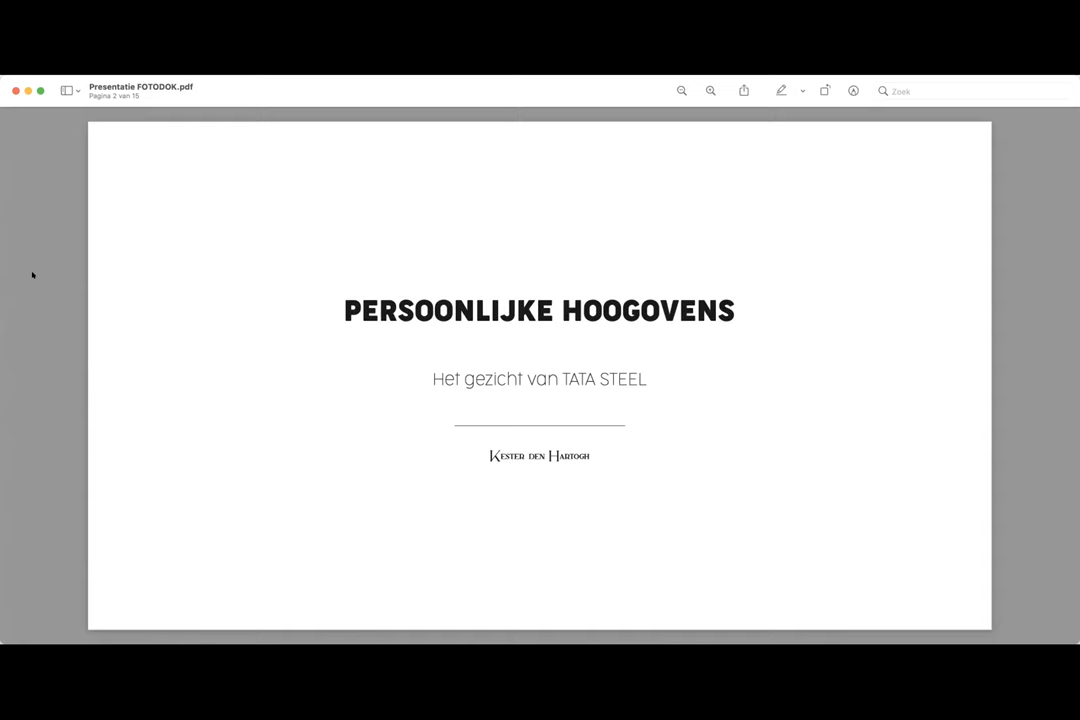 Presentatie FOTODOK.pdf
Pagina 2 van 15
Zoek
PERSOONLIJKE HOOGOVENS
Het gezicht van TATA STEEL
Kester den Hartogh